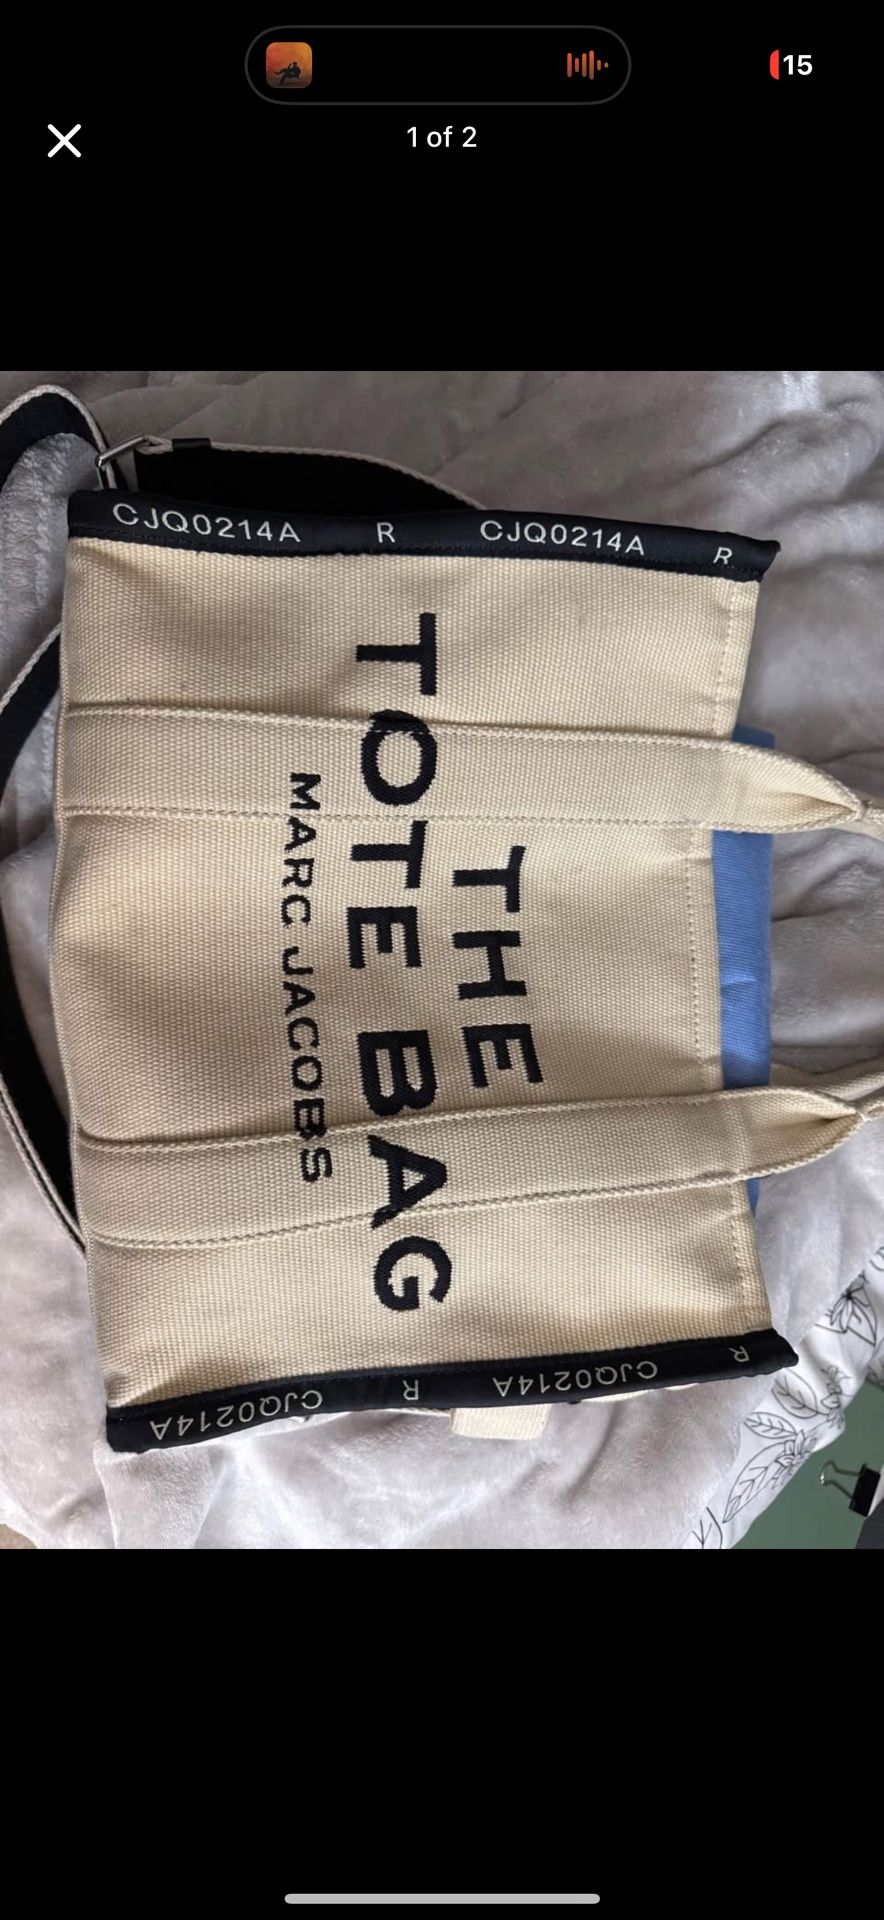 15
1 of 2
CJQ0214A R CJQ0214A R
THE
TOTE BAG
MARC JACOBS
CJQ0214A R CJQ0214A R